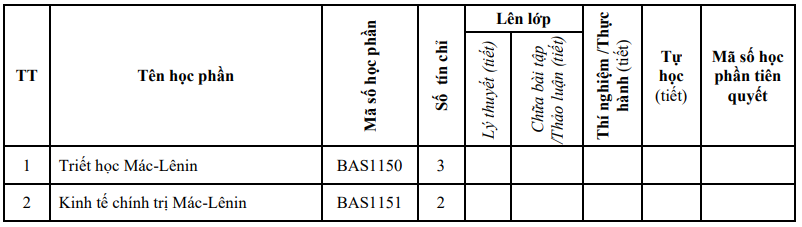 TT
Tên học phần
Mã số học phần
Số tín chỉ
Lên lớp
Lý thuyết (tiết)
Chữa bài tập
/Thảo luận (tiết)
Thí nghiệm /Thực
hành (tiết)
Tự
học
(tiết)
Mã số học
phần tiên
quyết
1 Triết học Mác-Lênin BAS1150 3
2 Kinh tế chính trị Mác-Lênin BAS1151 2